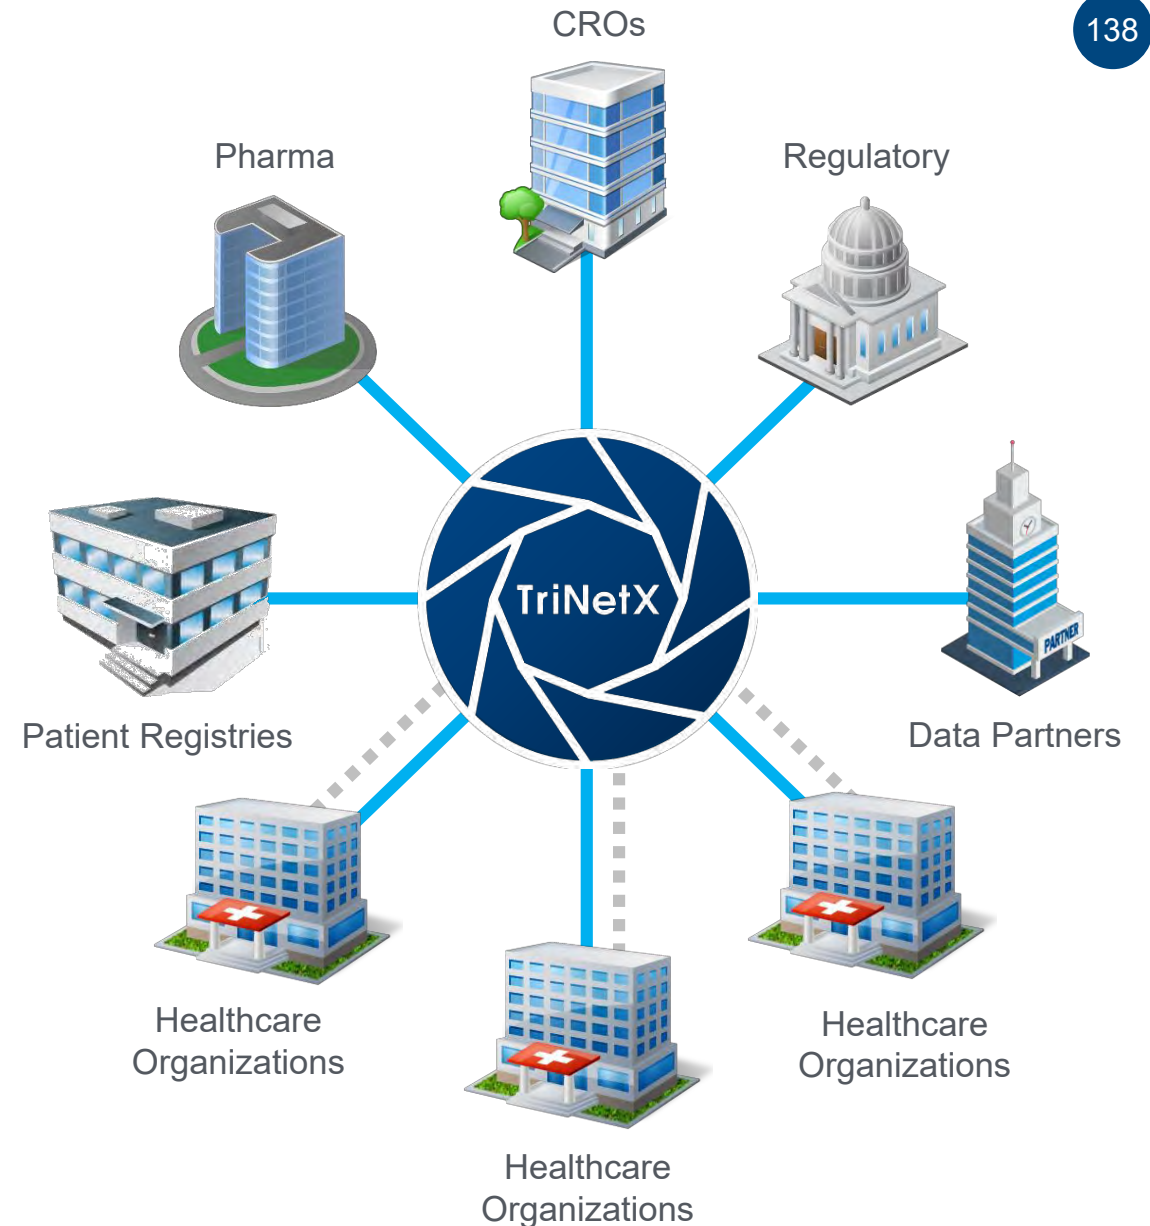 CROs
138
Pharma
Regulatory
TriNetX
PARTNER
Patient Registries
Data Partners
Healthcare
Organizations
Healthcare
Organizations
Healthcare
Organizations